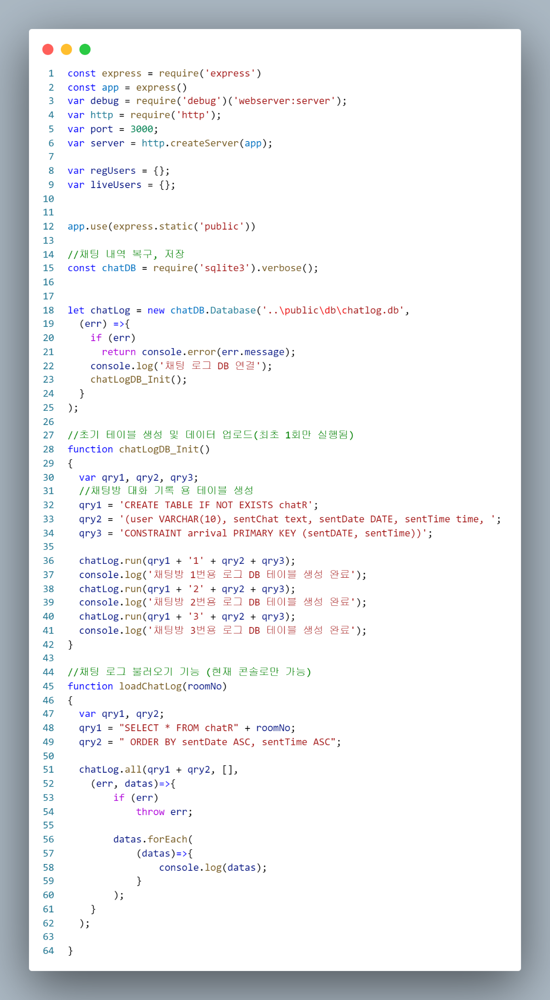 1 const express = require('express')
2 const app = express()
3 var debug = require('debug')('webserver:server');
4 var http = require('http');
5 var port = 3000;
6 var server = http.createServer(app);
7
8 var regUsers = {};
9 var liveUsers = {};
10
11
12 app.use(express.static('public'))
13
14 //채팅 내역 복구, 저장
15 const chatDB = require('sqlite3').verbose();
16
17
18 let chatLog = new chatDB.Database('..\public\db\chatlog.db',
19   (err) =>{
20     if (err)
21       return console.error(err.message);
22     console.log('채팅 로그 DB 연결');
23     chatLogDB_Init();
24   }
25 );
26
27 //초기 테이블 생성 및 데이터 업로드(최초 1회만 실행됨)
28 function chatLogDB_Init()
29 {
30   var qry1, qry2, qry3;
31   //채팅방 대화 기록 용 테이블 생성
32   qry1 = 'CREATE TABLE IF NOT EXISTS chatR';
33   qry2 = '(user VARCHAR(10), sentChat text, sentDate DATE, sentTime time, ';
34   qry3 = 'CONSTRAINT arrival PRIMARY KEY (sentDATE, sentTime))';
35
36   chatLog.run(qry1 + '1' + qry2 + qry3);
37   console.log('채팅방 1번용 로그 DB 테이블 생성 완료');
38   chatLog.run(qry1 + '2' + qry2 + qry3);
39   console.log('채팅방 2번용 로그 DB 테이블 생성 완료');
40   chatLog.run(qry1 + '3' + qry2 + qry3);
41   console.log('채팅방 3번용 로그 DB 테이블 생성 완료');
42 }
43
44 //채팅 로그 불러오기 기능 (현재 콘솔로만 가능)
45 function loadChatLog(roomNo)
46 {
47   var qry1, qry2;
48   qry1 = "SELECT * FROM chatR" + roomNo;
49   qry2 = " ORDER BY sentDate ASC, sentTime ASC";
50
51   chatLog.all(qry1 + qry2, [],
52     (err, datas)=>{
53         if (err)
54             throw err;
55
56         datas.forEach(
57             (datas)=>{
58                 console.log(datas);
59             }
60         );
61     }
62   );
63
64 }